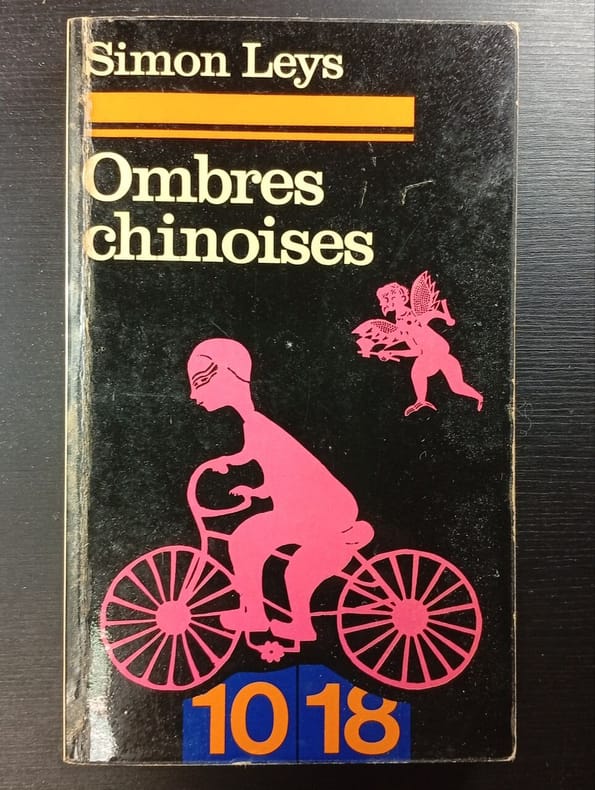 Simon Leys
Ombres
chinoises
10 18